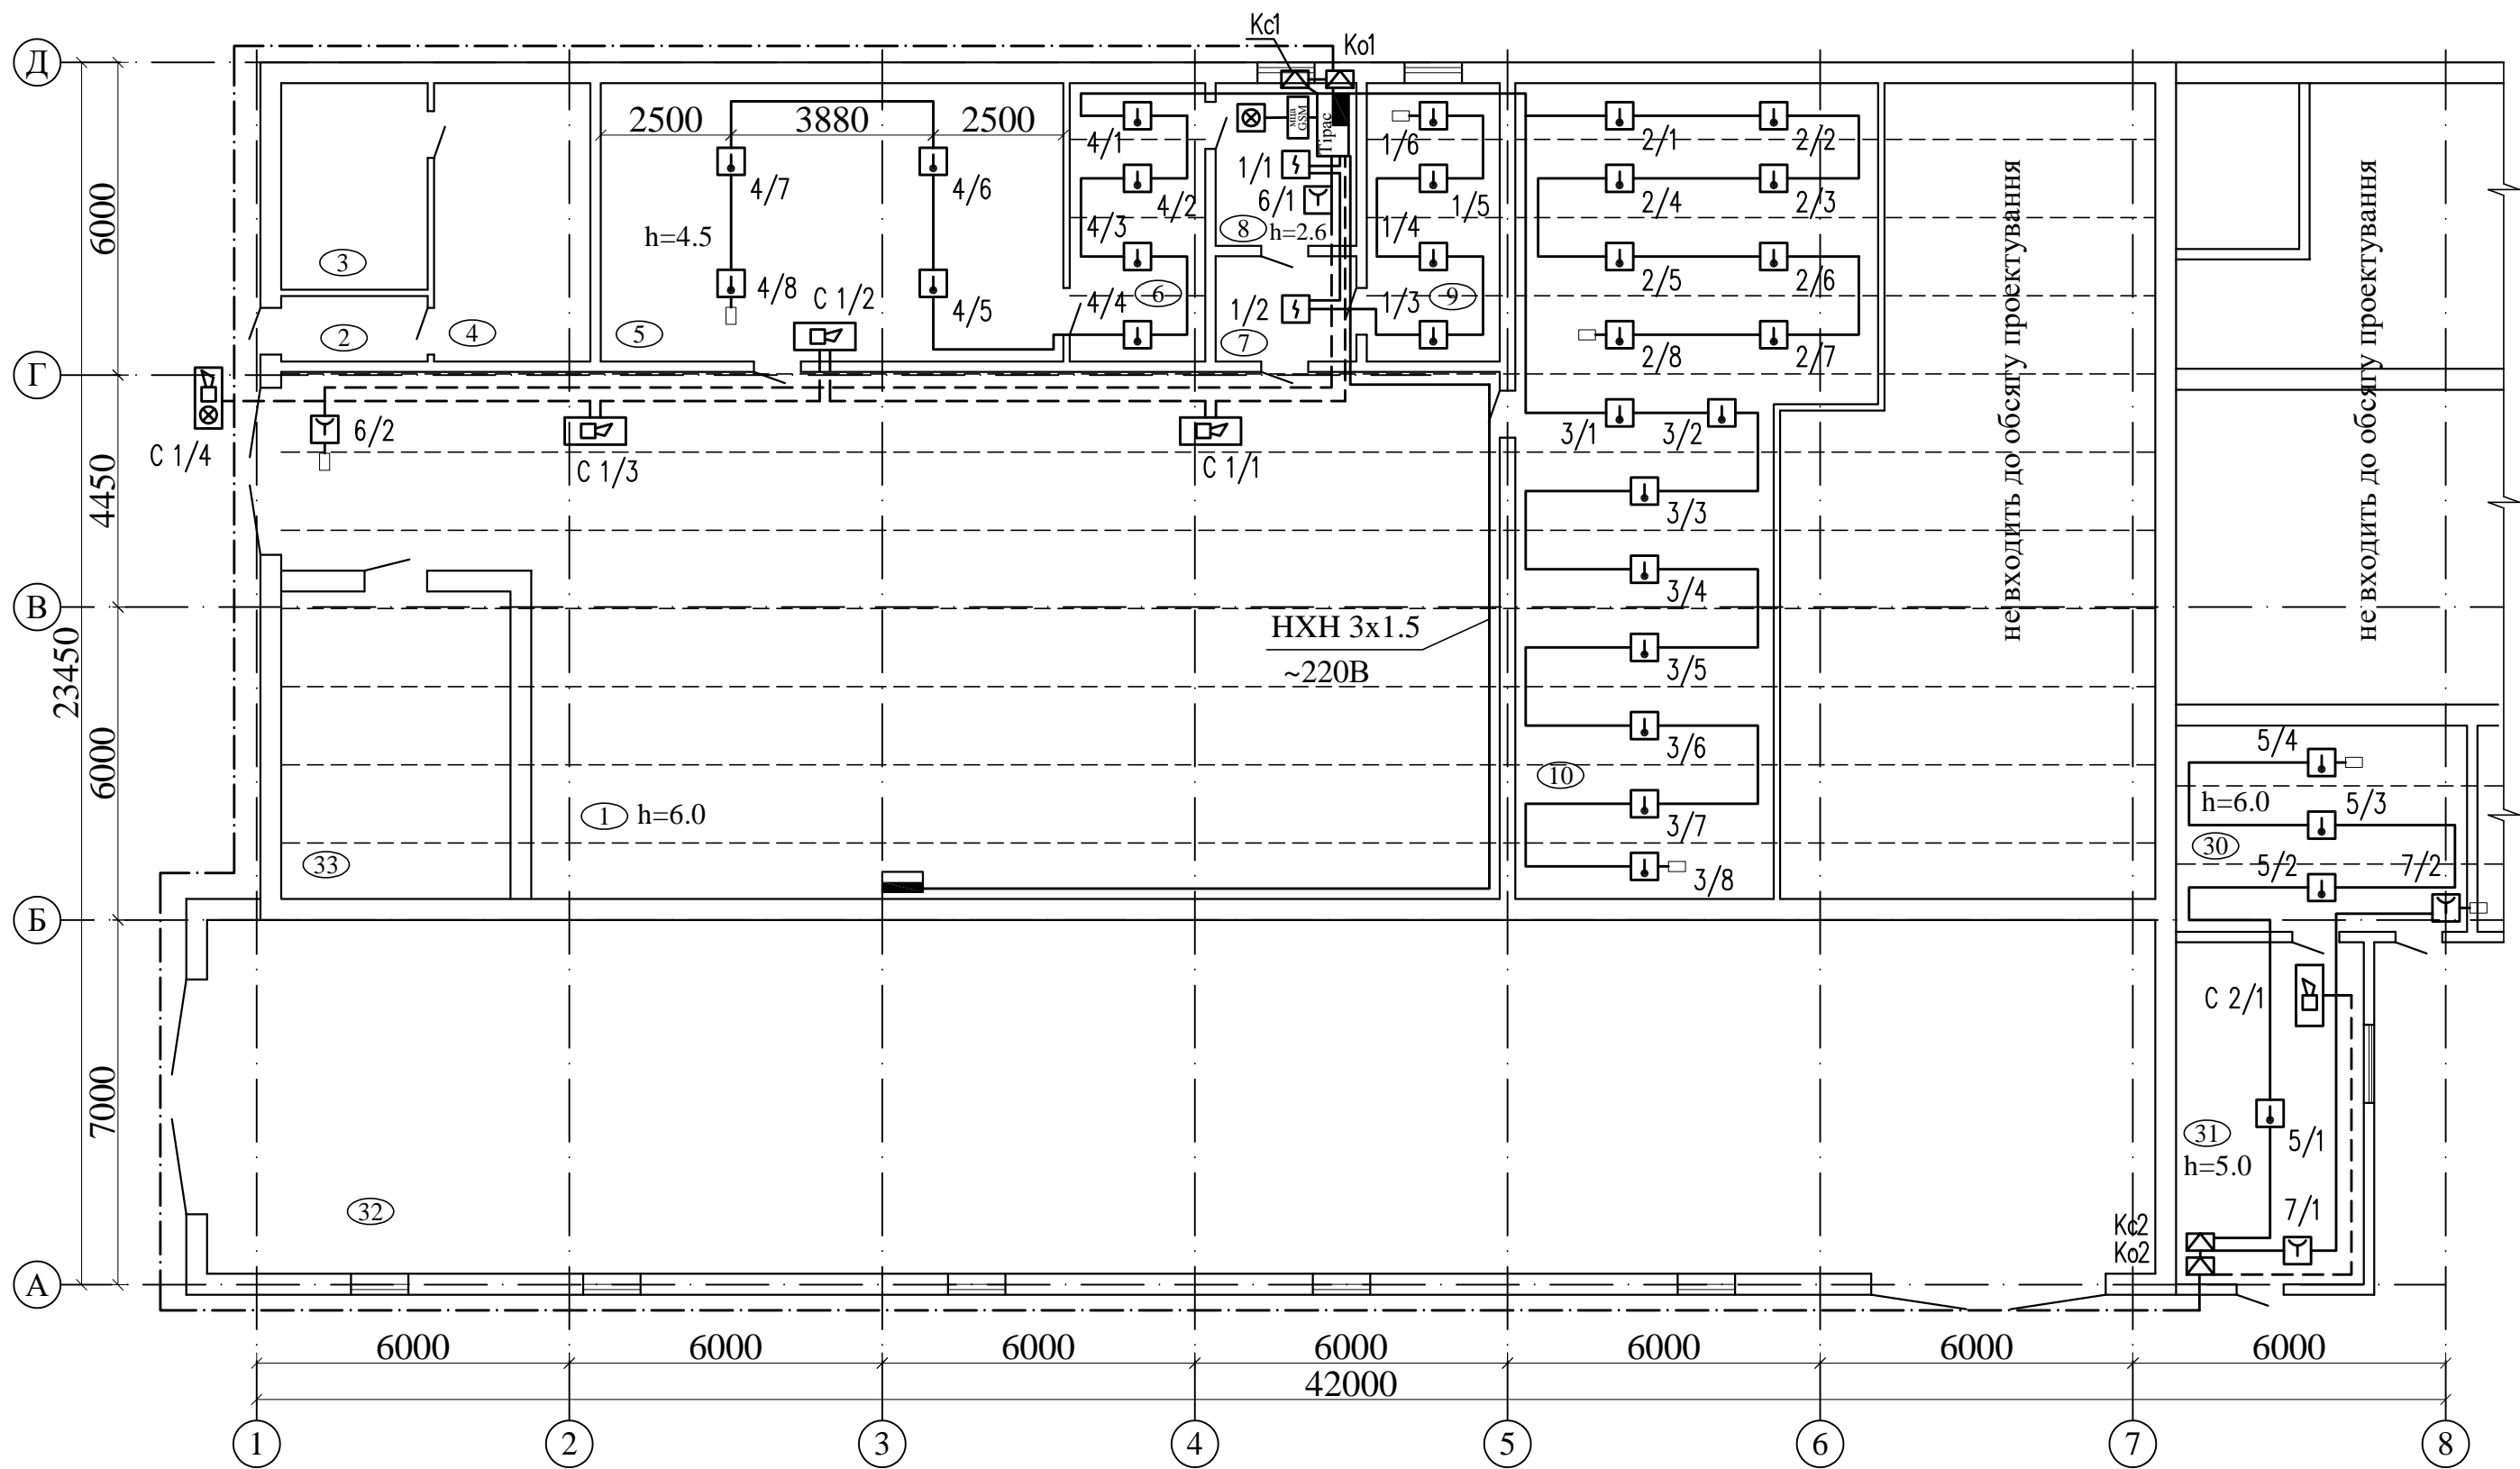 Кс1
Ко1
Д
2500
3880
2500
4/1
МЦА
GSM
Тірас
1/6
2/1
2/2
1/1
4/7
4/6
4/2
6/1
1/5
2/4
2/3
6000
h=4.5
4/3
8
h=2.6
1/4
не входить до обсягу проектування
не входить до обсягу проектування
3
4/8
С 1/2
4/5
4/4
6
1/2
1/3
9
2/5
2/6
2
4
5
7
2/8
2/7
Г
С 1/4
6/2
С 1/3
С 1/1
3/1
3/2
4450
3/3
3/4
В
НХН 3х1.5
~220В
23450
3/5
6000
3/6
5/4
10
h=6.0
5/3
1
h=6.0
3/7
30
33
3/8
5/2
7/2
Б
С 2/1
7000
31
5/1
h=5.0
32
7/1
Кс2
Ко2
А
6000
6000
6000
6000
6000
6000
6000
42000
1
2
3
4
5
6
7
8